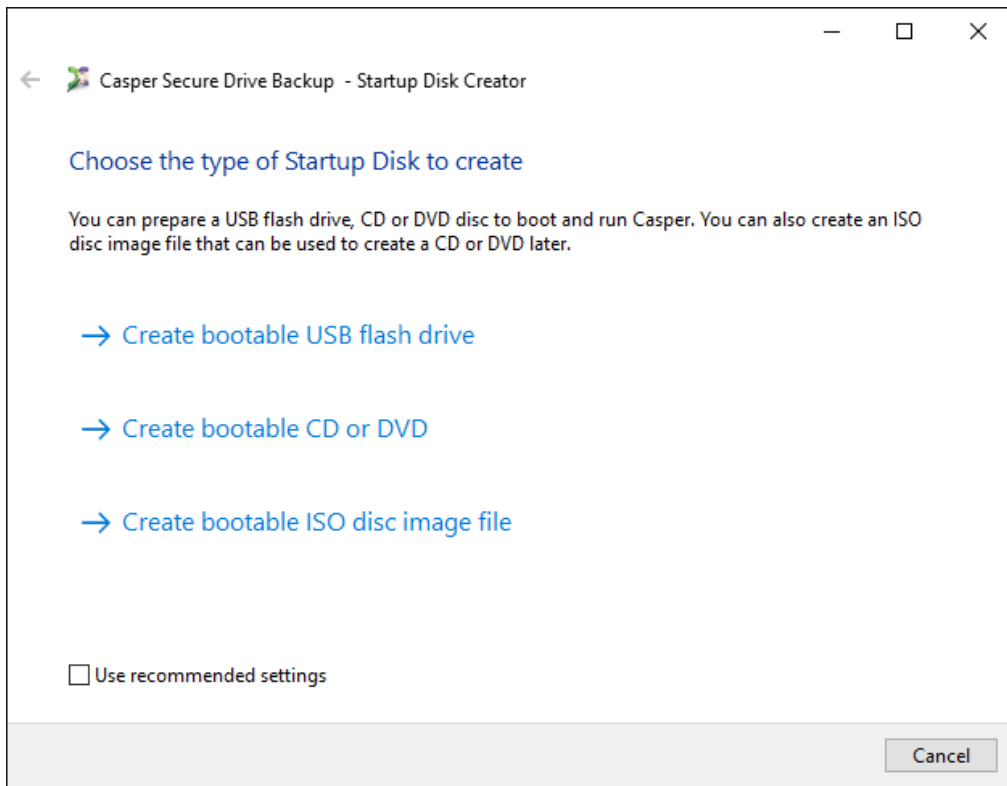 Casper Secure Drive Backup - Startup Disk Creator
Choose the type of Startup Disk to create
You can prepare a USB flash drive, CD or DVD disc to boot and run Casper. You can also create an ISO
disc image file that can be used to create a CD or DVD later.
Create bootable USB flash drive
Create bootable CD or DVD
Create bootable ISO disc image file
Use recommended settings
Cancel